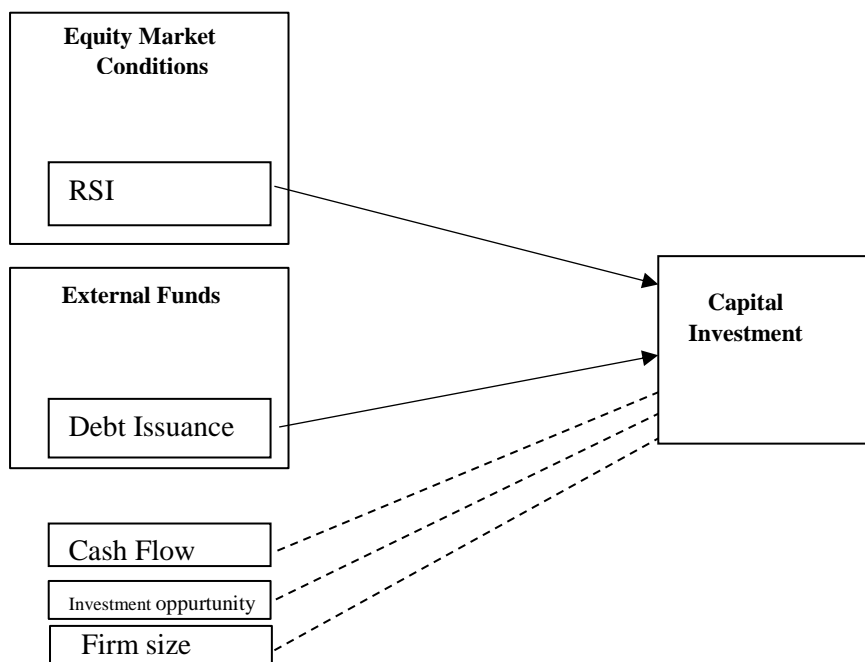 Equity Market
Conditions
RSI
External Funds
Debt Issuance
Capital
Investment
Cash Flow
Investment oppurtunity
Firm size